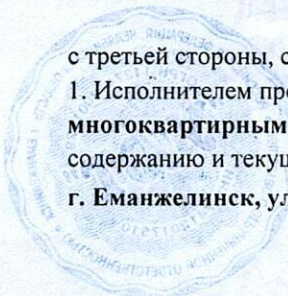 с третьей стороны, с
1. Исполнителем пре
многоквартирным
содержанию и текущ
г. Еманжелинск, ул